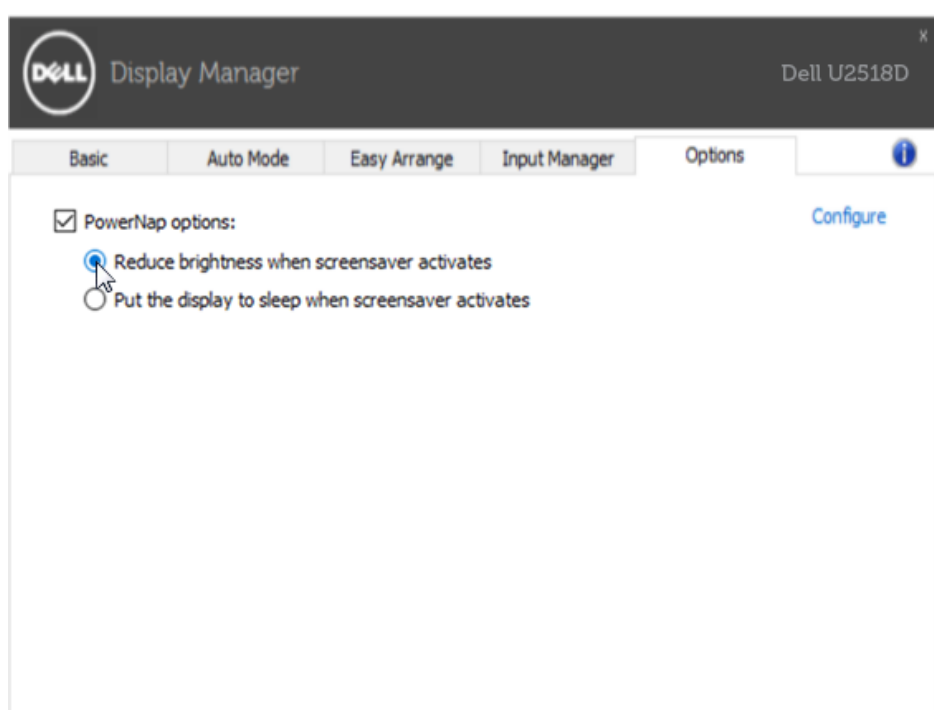 DELL Display Manager
x
Dell U2518D
Basic Auto Mode Easy Arrange Input Manager Options i
PowerNap options: Configure
Reduce brightness when screensaver activates
Put the display to sleep when screensaver activates